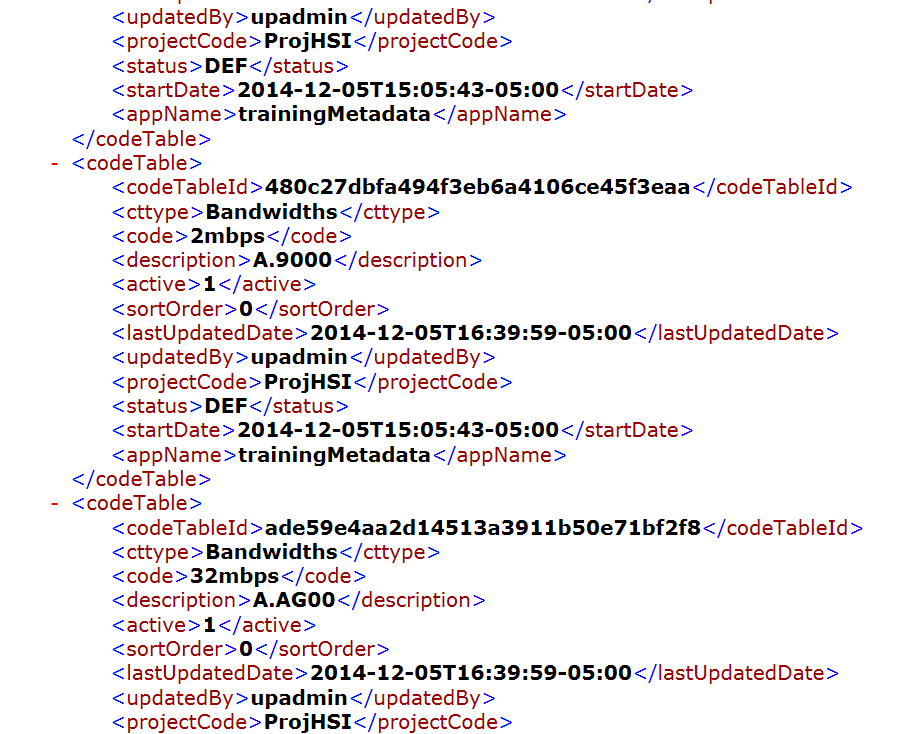 <updatedBy>upadmin</updatedBy>
<projectCode>ProjHSI</projectCode>
<status>DEF</status>
<startDate>2014-12-05T15:05:43-05:00</startDate>
<appName>trainingMetadata</appName>
</codeTable>
- <codeTable>
<codeTableId>480c27dbfa494f3eb6a4106ce45f3eaa</codeTableId>
<cttype>Bandwidths</cttype>
<code>2mbps</code>
<description>A.9000</description>
<active>1</active>
<sortOrder>0</sortOrder>
<lastUpdatedDate>2014-12-05T16:39:59-05:00</lastUpdatedDate>
<updatedBy>upadmin</updatedBy>
<projectCode>ProjHSI</projectCode>
<status>DEF</status>
<startDate>2014-12-05T15:05:43-05:00</startDate>
<appName>trainingMetadata</appName>
</codeTable>
- <codeTable>
<codeTableId>ade59e4aa2d14513a3911b50e71bf2f8</codeTableId>
<cttype>Bandwidths</cttype>
<code>32mbps</code>
<description>A.AG00</description>
<active>1</active>
<sortOrder>0</sortOrder>
<lastUpdatedDate>2014-12-05T16:39:59-05:00</lastUpdatedDate>
<updatedBy>upadmin</updatedBy>
<projectCode>ProjHSI</projectCode>